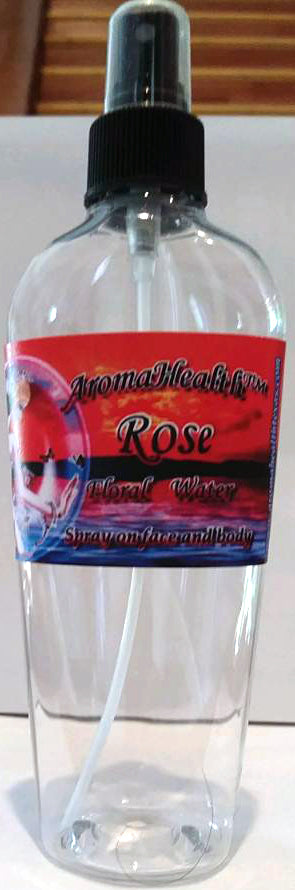 AromaHealth™
Rose
Floral Water
Spray on face and body